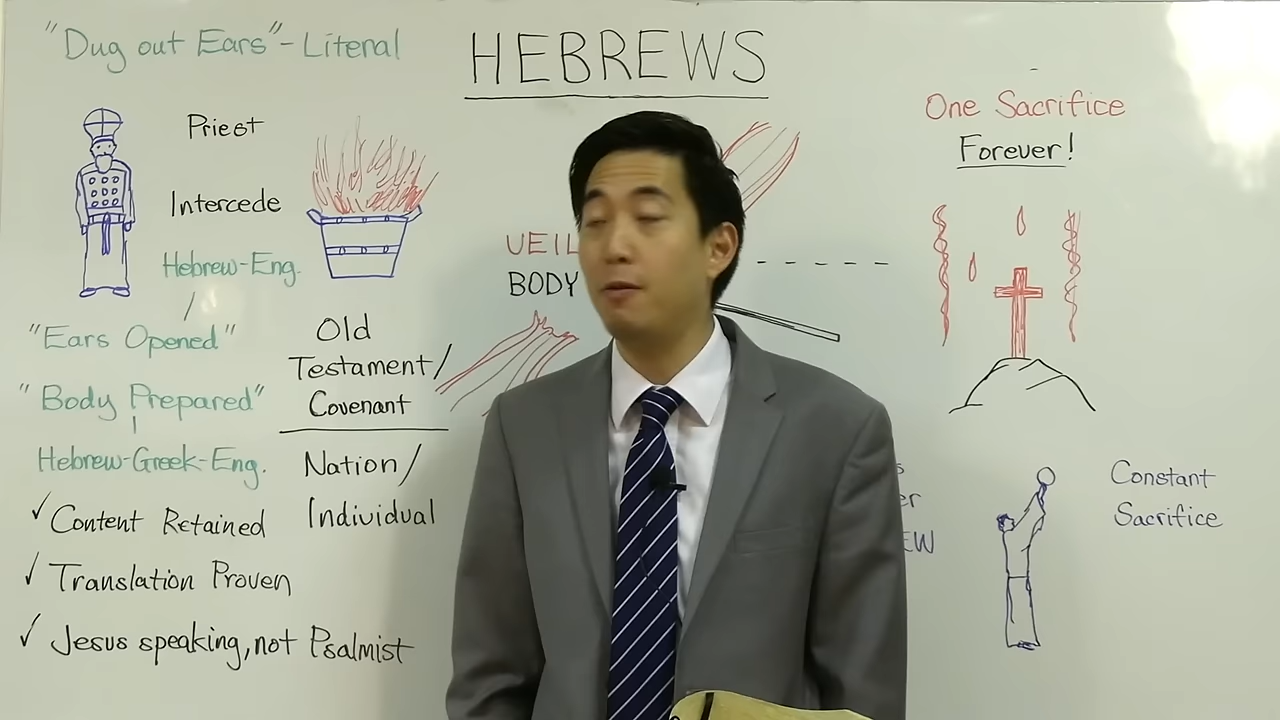 "Dug out Ears"-Literal
HEBREWS
Priest
Intercede
Hebrew-Eng.
"Ears Opened"
"Body Prepared"
Hebrew-Greek-Eng.
✓ Content Retained
✓ Translation Proven
✓ Jesus speaking, not Psalmist
Old
Testament/
Covenant
Nation/
Individual
VEIL
BODY
One Sacrifice
Forever!
Constant
Sacrifice